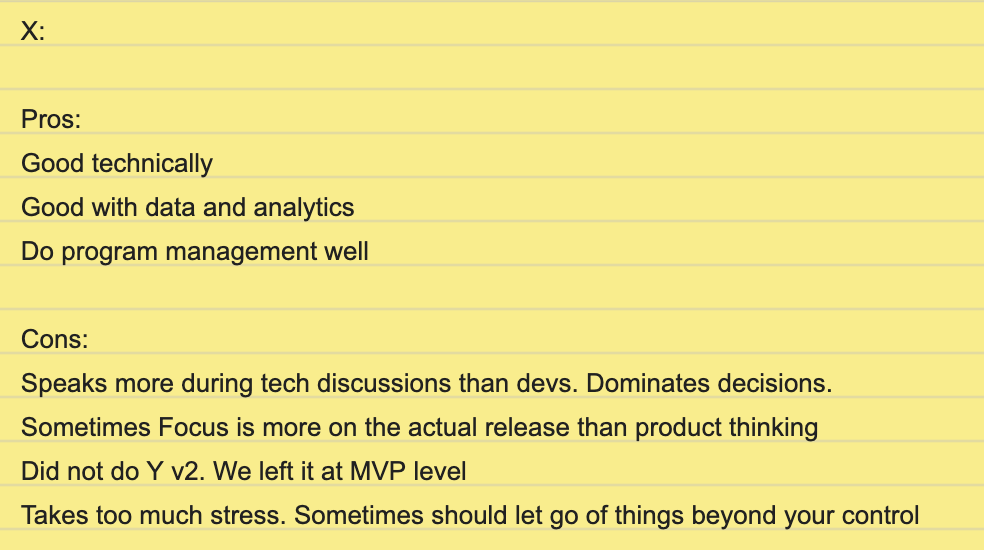 X:
Pros:
Good technically
Good with data and analytics
Do program management well
Cons:
Speaks more during tech discussions than devs. Dominates decisions.
Sometimes Focus is more on the actual release than product thinking
Did not do Y v2. We left it at MVP level
Takes too much stress. Sometimes should let go of things beyond your control